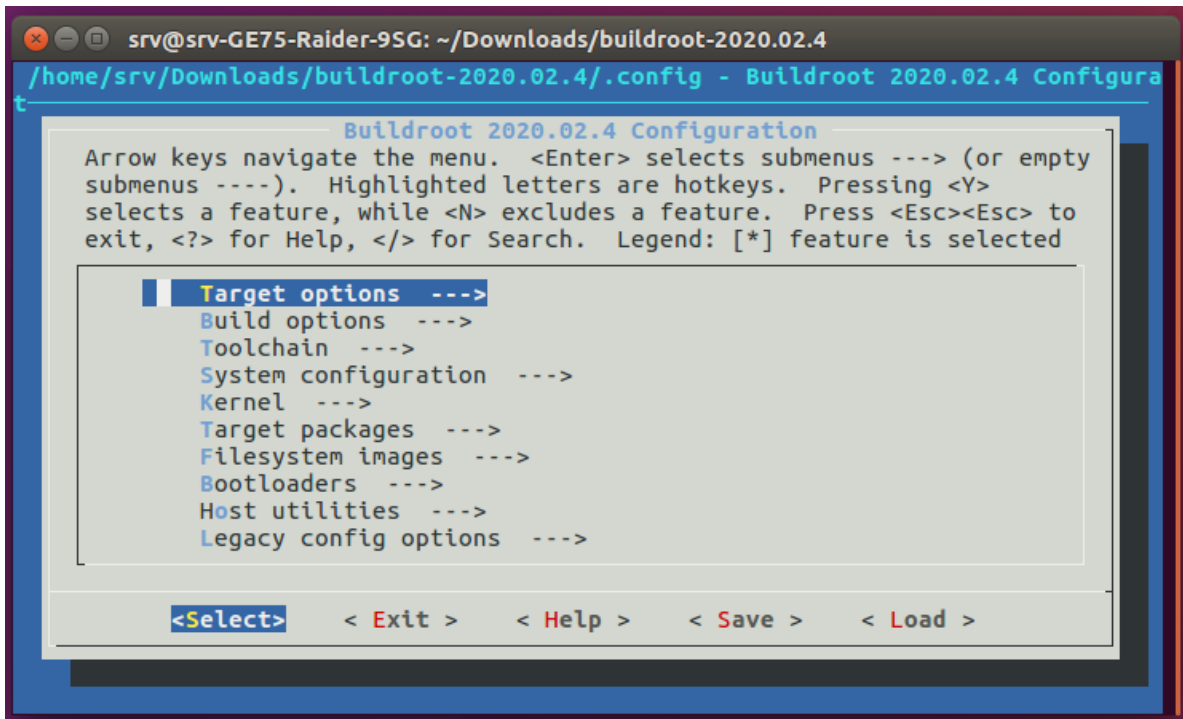 srv@srv-GE75-Raider-9SG: ~/Downloads/buildroot-2020.02.4
/home/srv/Downloads/buildroot-2020.02.4/.config - Buildroot 2020.02.4 Configura
t
Buildroot 2020.02.4 Configuration
Arrow keys navigate the menu.  <Enter> selects submenus ---> (or empty
submenus ----).  Highlighted letters are hotkeys.  Pressing <Y>
selects a feature, while <N> excludes a feature.  Press <Esc><Esc> to
exit, <?> for Help, </> for Search.  Legend: [*] feature is selected
Target options  --->
Build options  --->
Toolchain  --->
System configuration  --->
Kernel  --->
Target packages  --->
Filesystem images  --->
Bootloaders  --->
Host utilities  --->
Legacy config options  --->
<Select>    < Exit >    < Help >    < Save >    < Load >